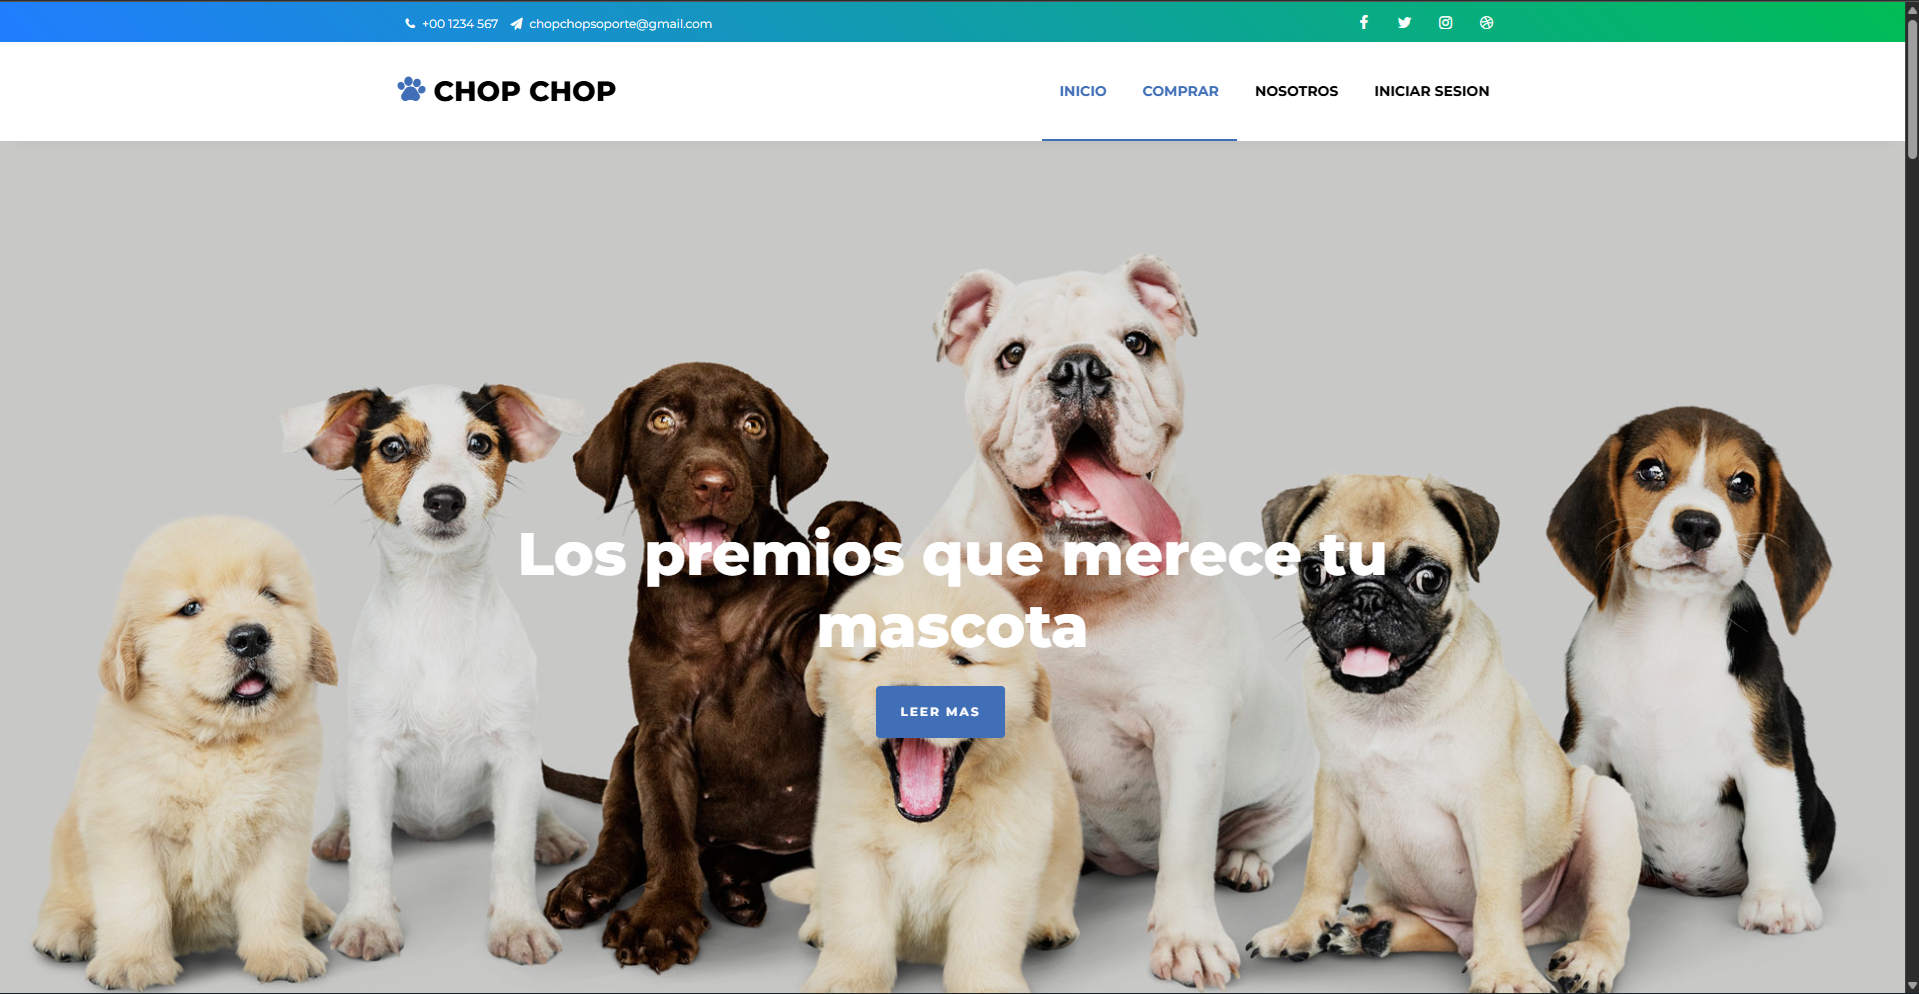 +00 1234 567 chopchopsoporte@gmail.com
CHOP CHOP
INICIO COMPRAR NOSOTROS INICIAR SESION
Los premios que merece tu
mascota
LEER MAS